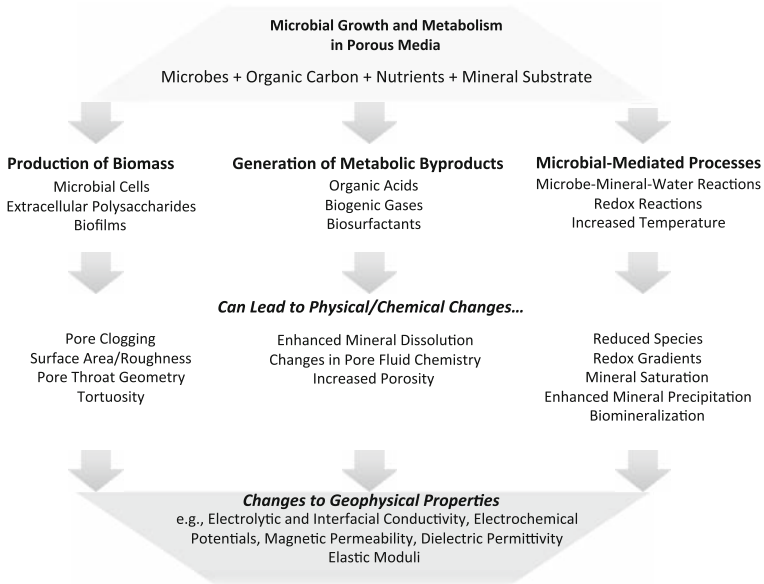 Microbial Growth and Metabolism
in Porous Media
Microbes + Organic Carbon + Nutrients + Mineral Substrate
Production of Biomass
Microbial Cells
Extracellular Polysaccharides
Biofilms
Generation of Metabolic Byproducts
Organic Acids
Biogenic Gases
Biosurfactants
Microbial-Mediated Processes
Microbe-Mineral-Water Reactions
Redox Reactions
Increased Temperature
Can Lead to Physical/Chemical Changes...
Pore Clogging
Surface Area/Roughness
Pore Throat Geometry
Tortuosity
Enhanced Mineral Dissolution
Changes in Pore Fluid Chemistry
Increased Porosity
Reduced Species
Redox Gradients
Mineral Saturation
Enhanced Mineral Precipitation
Biomineralization
Changes to Geophysical Properties
e.g., Electrolytic and Interfacial Conductivity, Electrochemical
Potentials, Magnetic Permeability, Dielectric Permittivity
Elastic Moduli